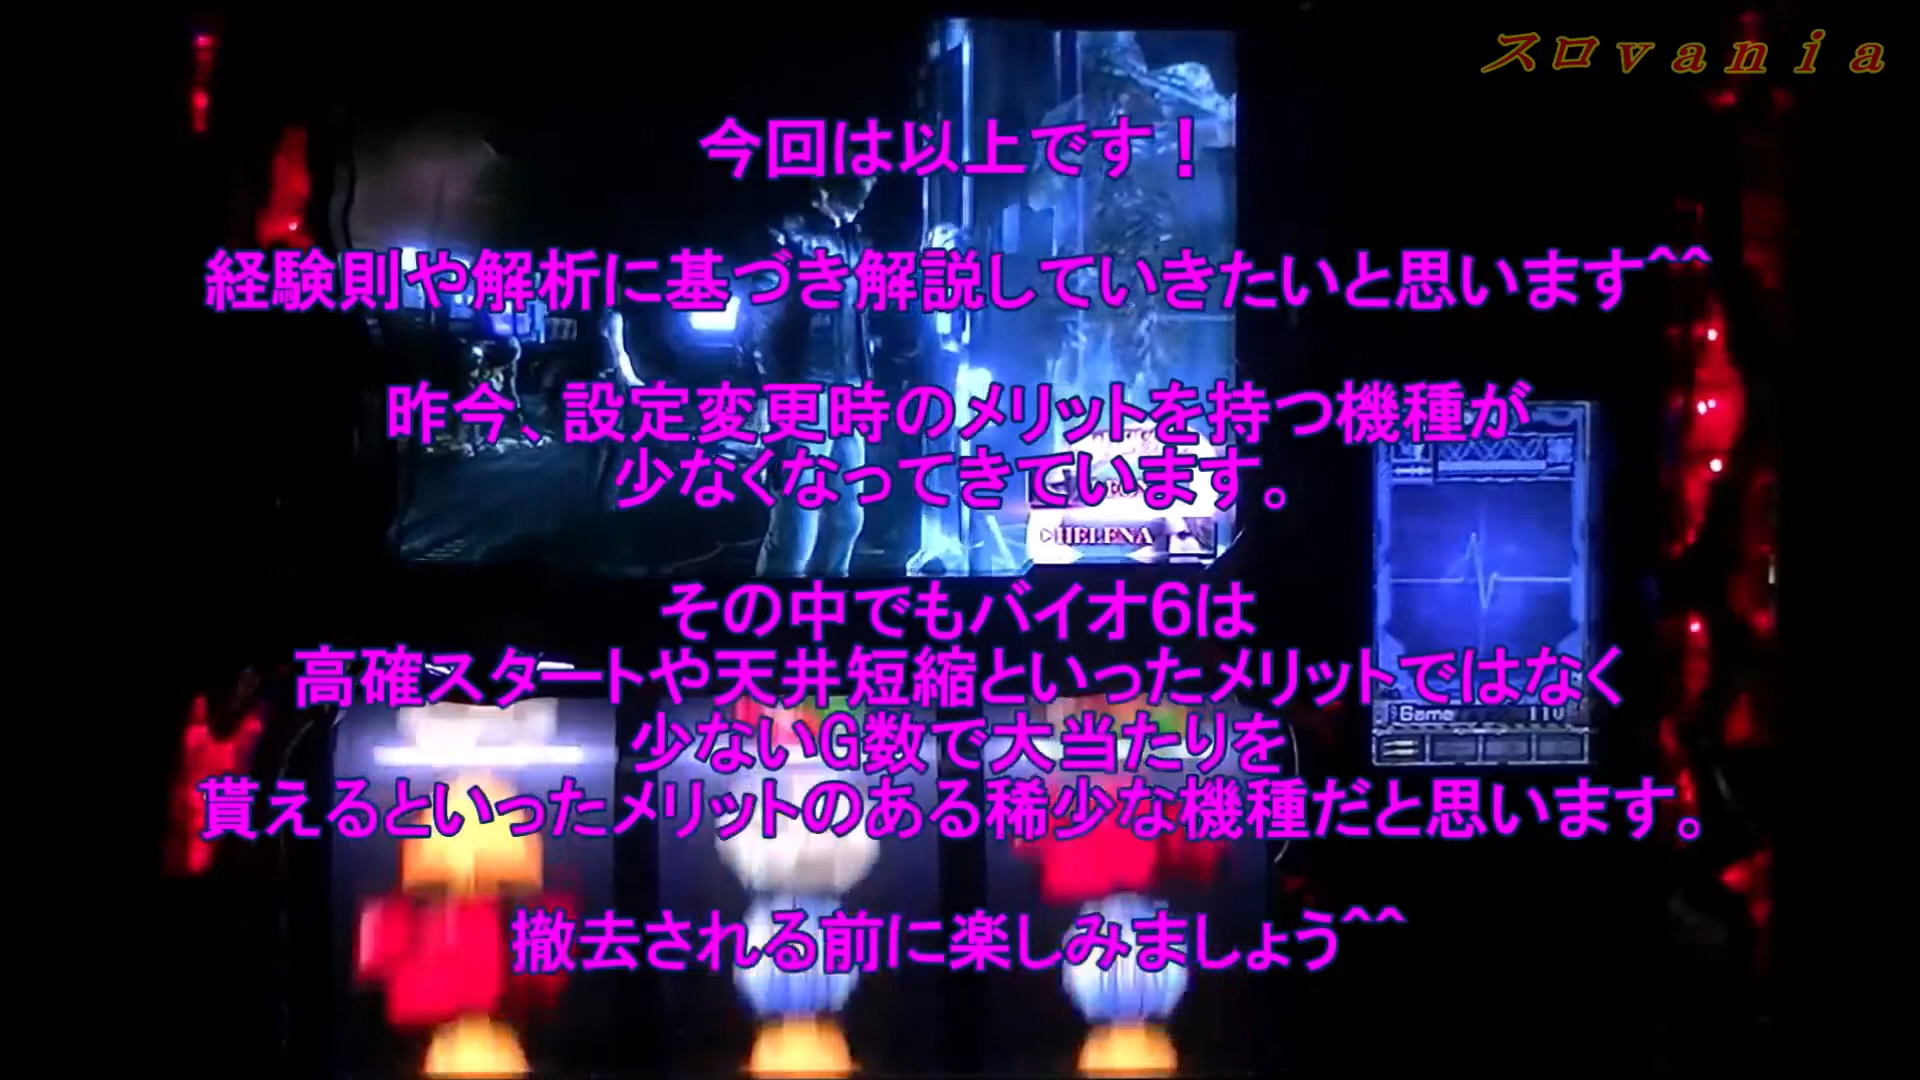 スロvania
今回は以上です!
経験則や解析に基づき解説していきたいと思います^^
昨今、設定変更時のメリットを持つ機種が
少なくなってきています。
HELENA
その中でもバイオ6は
高確スタートや天井短縮といったメリットではなく
少ないG数で大当たりを
貰えるといったメリットのある稀少な機種だと思います。
Game 110
撤去される前に楽しみましょう^^